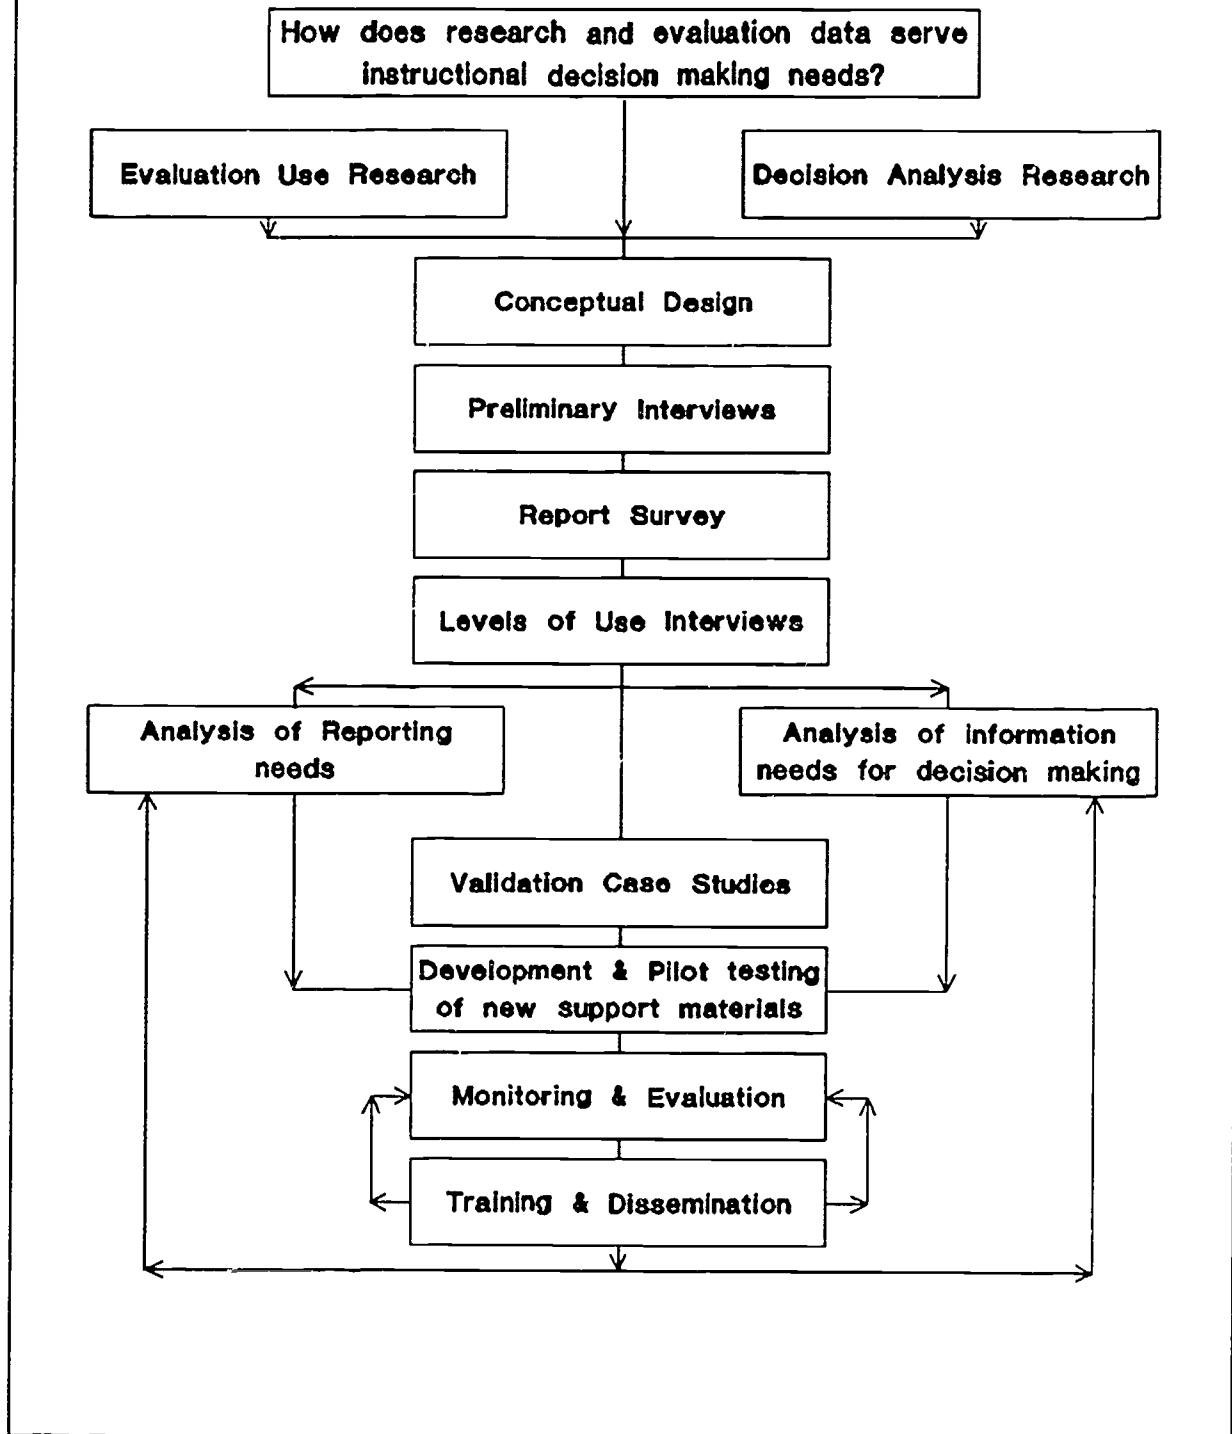 How does research and evaluation data serve
instructional decision making needs?
Evaluation Use Research
Decision Analysis Research
Conceptual Design
Preliminary Interviews
Report Survey
Levels of Use Interviews
Analysis of Reporting
needs
Analysis of information
needs for decision making
Validation Case Studies
Development & Pilot testing
of new support materials
Monitoring & Evaluation
Training & Dissemination